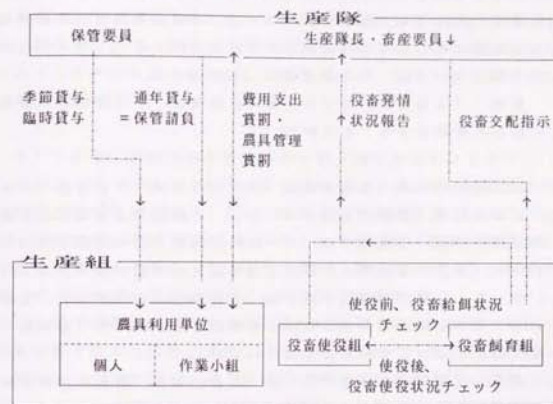 生産隊
保管要員 生産隊長・畜産要員↓
季節貸与 通年貸与 費用支出 役畜発情
臨時貸与 =保管請負 賞罰・ 状況報告 役畜交配指示
農具管理
賞罰
生産組
使役前、役畜給餌状況
農具利用単位 チェック
役畜使役組 役畜飼育組
個人 作業小組 使役後、
役畜使役状況チェック